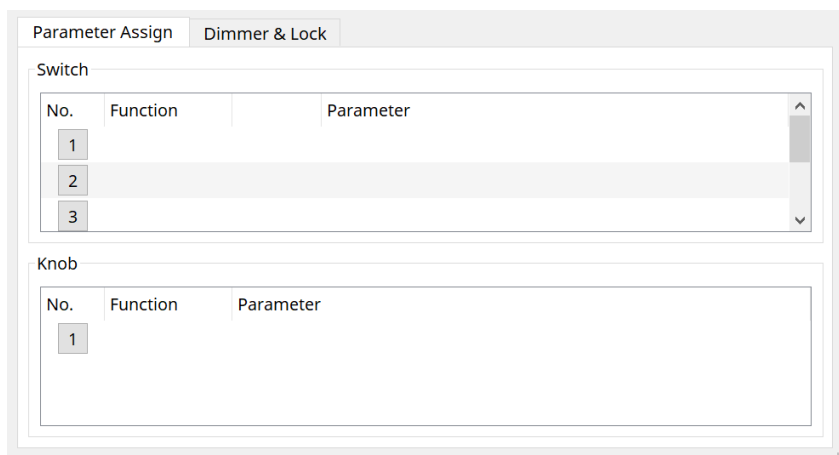 Parameter Assign Dimmer & Lock
Switch
No. Function Parameter
1
2
3
Knob
No. Function Parameter
1